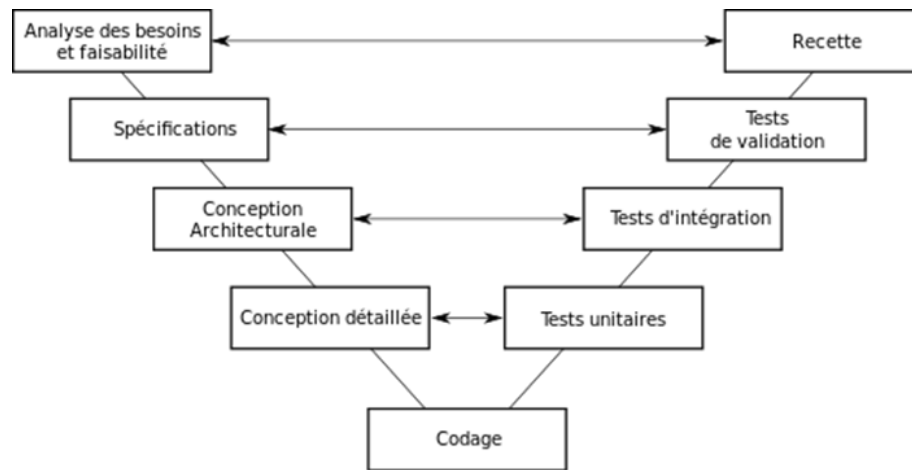 Analyse des besoins
et faisabilité
Recette
Spécifications
Tests
de validation
Conception
Architecturale
Tests d'intégration
Conception détaillée
Tests unitaires
Codage